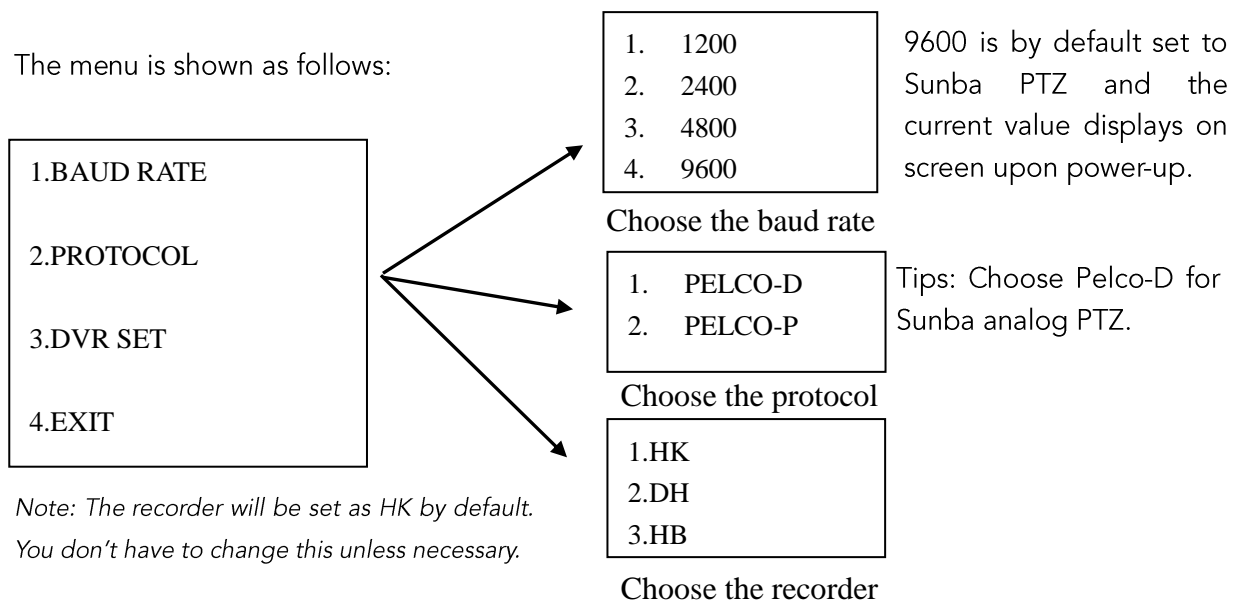 The menu is shown as follows:
1.BAUD RATE
2.PROTOCOL
3.DVR SET
4.EXIT
Note: The recorder will be set as HK by default.
You don't have to change this unless necessary.
1. 1200
2. 2400
3. 4800
4. 9600
Choose the baud rate
9600 is by default set to
Sunba PTZ and the
current value displays on
screen upon power-up.
1. PELCO-D
2. PELCO-P
Choose the protocol
Tips: Choose Pelco-D for
Sunba analog PTZ.
1.HK
2.DH
3.HB
Choose the recorder